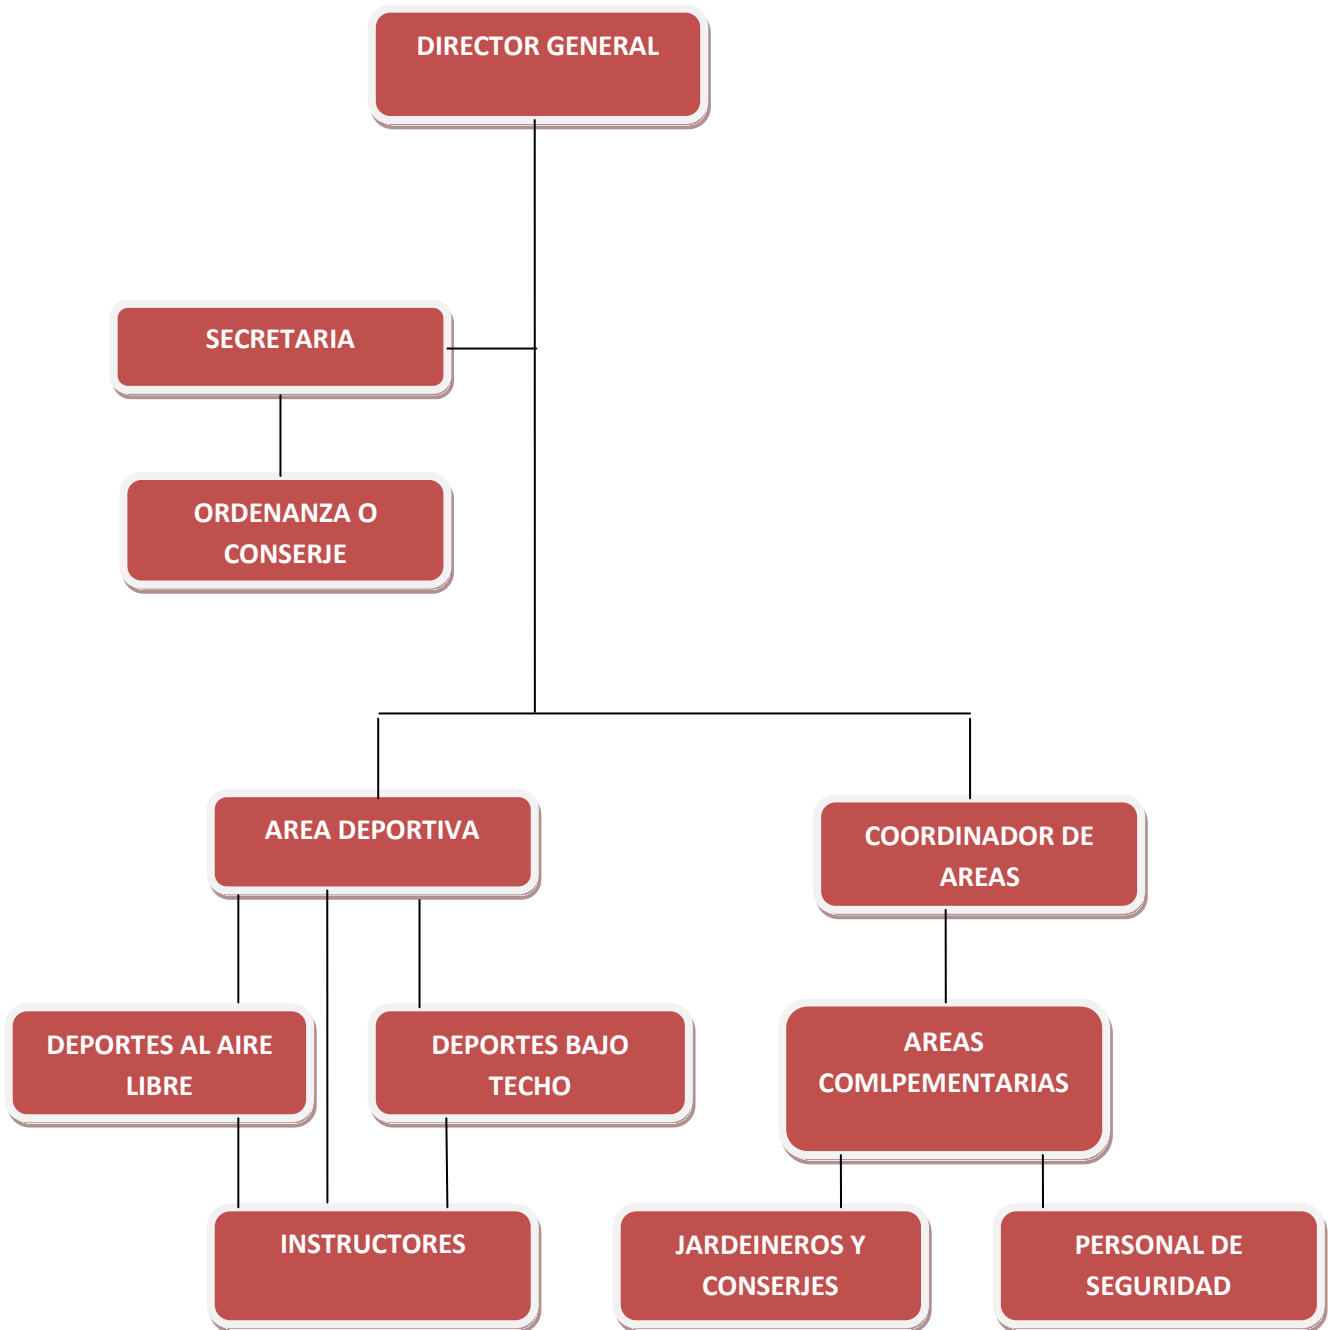 DIRECTOR GENERAL
SECRETARIA
ORDENANZA O
CONSERJE
AREA DEPORTIVA
COORDINADOR DE
AREAS
DEPORTES AL AIRE
LIBRE
DEPORTES BAJO
TECHO
AREAS
COMLPEMENTARIAS
INSTRUCTORES
JARDEINEROS Y
CONSERJES
PERSONAL DE
SEGURIDAD